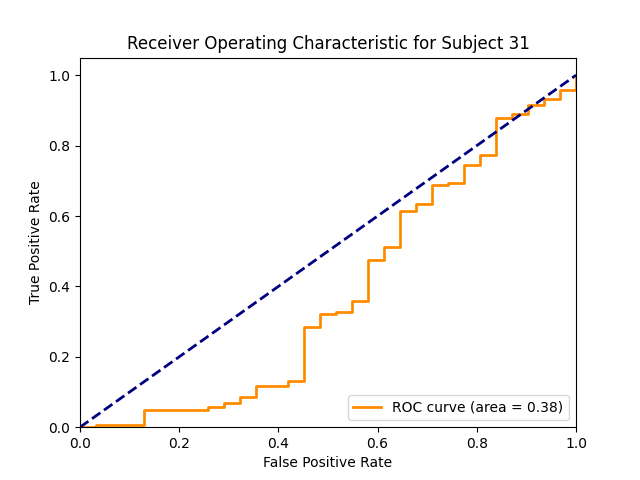 Receiver Operating Characteristic for Subject 31
True Positive Rate
1.0
0.8
0.6
0.4
0.2
0.0
0.0 0.2 0.4 0.6 0.8 1.0
False Positive Rate
ROC curve (area = 0.38)